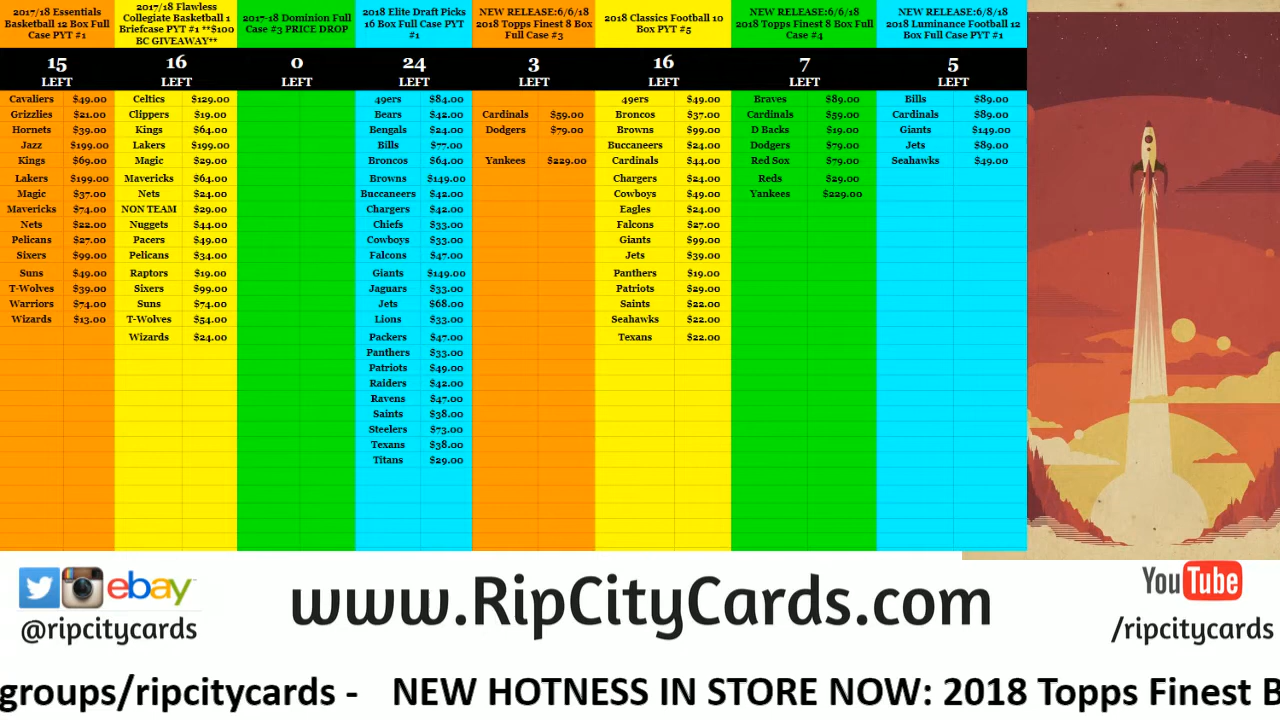 2017/18 Essentials
Basketball 12 Box Full
Case PYT #1
15
LEFT
Cavaliers $49.00
Grizzlies $21.00
Hornets $39.00
Jazz $199.00
Kings $69.00
Lakers $199.00
Magic $37.00
Mavericks $74.00
Nets $22.00
Pelicans $27.00
Sixers $99.00
Suns $49.00
T-Wolves $39.00
Warriors $74.00
Wizards $13.00
2017/18 Flawless
Collegiate Basketball 1
Briefcase PYT #1 **$100
BC GIVEAWAY**
16
LEFT
Celtics $129.00
Clippers $19.00
Kings $64.00
Lakers $199.00
Magic $29.00
Mavericks $64.00
Nets $24.00
NON TEAM $29.00
Nuggets $44.00
Pacers $49.00
Pelicans $34.00
Raptors $19.00
Sixers $99.00
Suns $74.00
T-Wolves $54.00
Wizards $24.00
2017-18 Dominion Full
Case #3 PRICE DROP
0
LEFT
2018 Elite Draft Picks
16 Box Full Case PYT
#1
24
LEFT
49ers $84.00
Bears $42.00
Bengals $24.00
Bills $77.00
Broncos $64.00
Browns $149.00
Buccaneers $42.00
Chargers $42.00
Chiefs $33.00
Cowboys $33.00
Falcons $47.00
Giants $149.00
Jaguars $33.00
Jets $68.00
Lions $33.00
Packers $47.00
Panthers $33.00
Patriots $49.00
Raiders $42.00
Ravens $47.00
Saints $38.00
Steelers $73.00
Texans $38.00
Titans $29.00
NEW RELEASE:6/6/18
2018 Topps Finest 8 Box
Full Case #3
3
LEFT
Cardinals $59.00
Dodgers $79.00
Yankees $229.00
2018 Classics Football 10
Box PYT #5
16
LEFT
49ers $49.00
Broncos $37.00
Browns $99.00
Buccaneers $24.00
Cardinals $44.00
Chargers $24.00
Cowboys $49.00
Eagles $24.00
Falcons $27.00
Giants $99.00
Jets $39.00
Panthers $19.00
Patriots $29.00
Saints $22.00
Seahawks $22.00
Texans $22.00
NEW RELEASE:6/6/18
2018 Topps Finest 8 Box Full
Case #4
7
LEFT
Braves $89.00
Cardinals $59.00
D Backs $19.00
Dodgers $79.00
Red Sox $79.00
Reds $29.00
Yankees $229.00
NEW RELEASE:6/8/18
2018 Luminance Football 12
Box Full Case PYT #1
5
LEFT
Bills $89.00
Cardinals $89.00
Giants $149.00
Jets $89.00
Seahawks $49.00
ebay
@ripcitycards
www.RipCityCards.com
YouTube
/ripcitycards
groups/ripcitycards - NEW HOTNESS IN STORE NOW: 2018 Topps Finest B